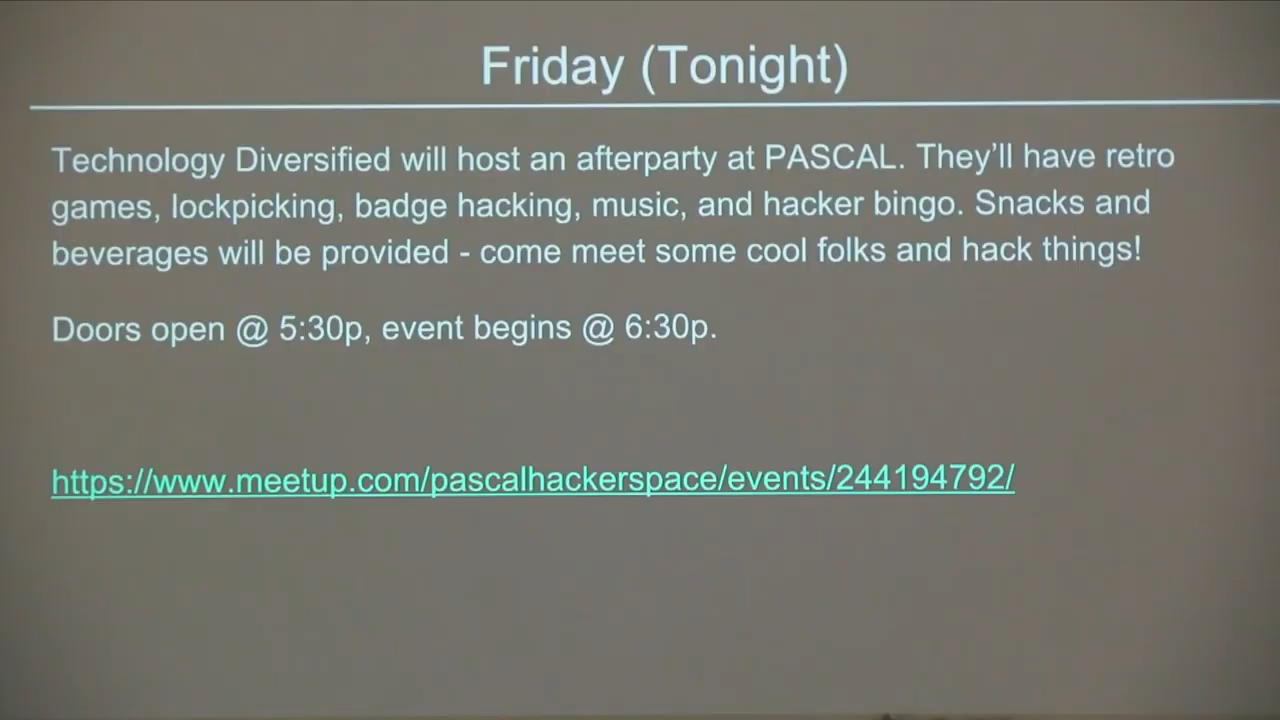 Friday (Tonight)
Technology Diversified will host an afterparty at PASCAL. They’ll have retro
games, lockpicking, badge hacking, music, and hacker bingo. Snacks and
beverages will be provided - come meet some cool folks and hack things!
Doors open @ 5:30p, event begins @ 6:30p.
https://www.meetup.com/pascalhackerspace/events/244194792/